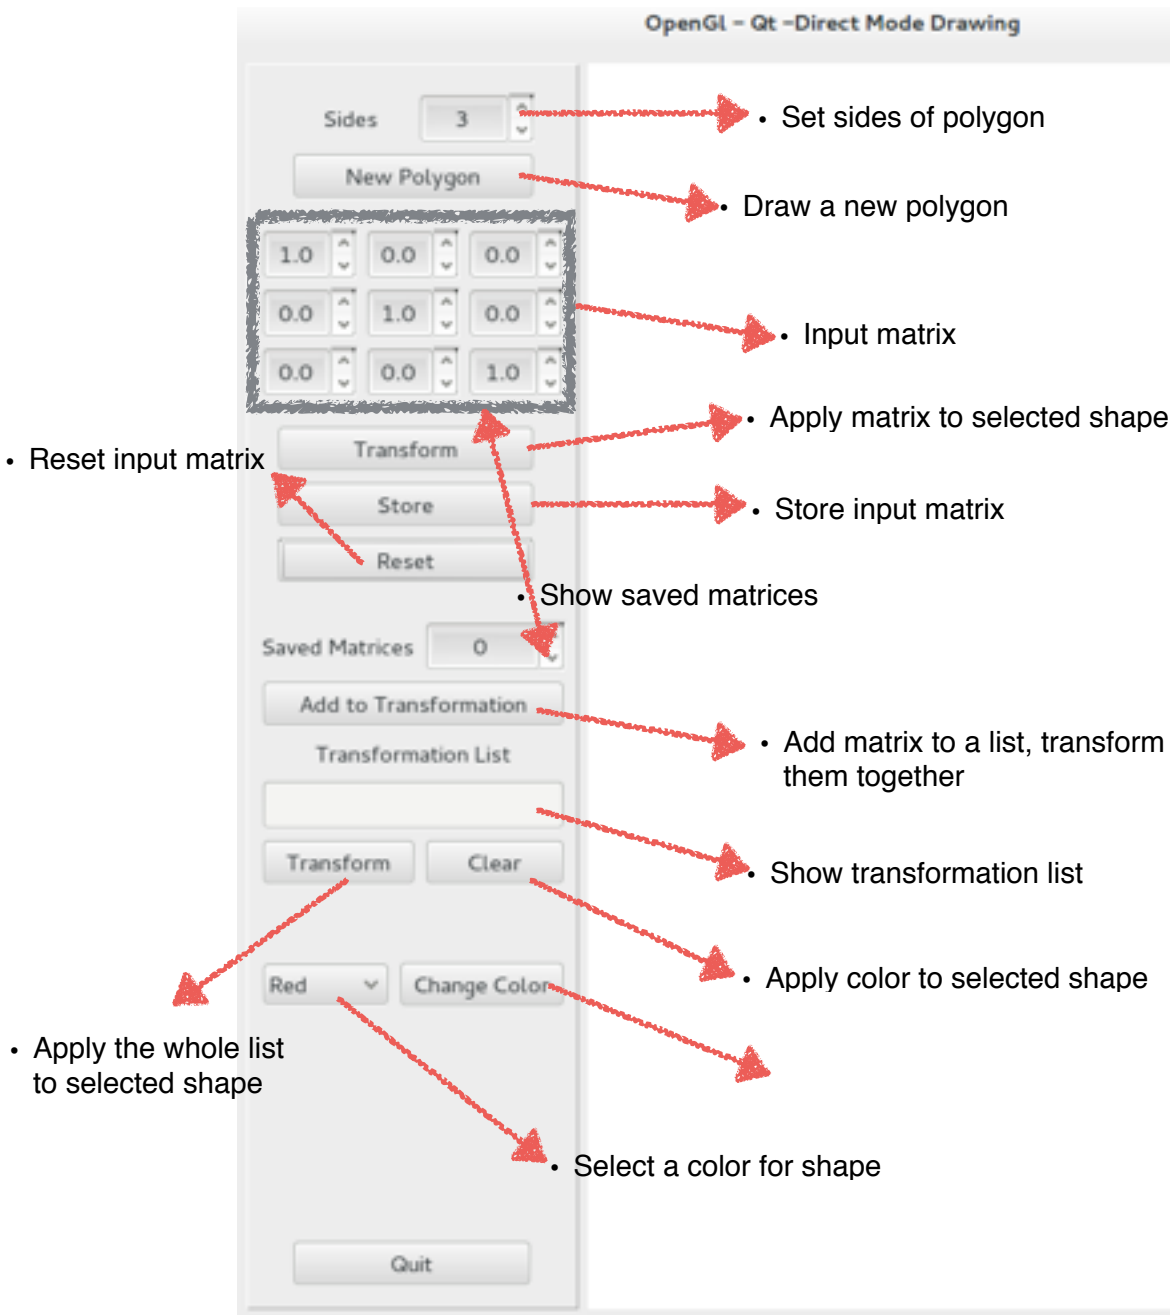 OpenGl - Qt -Direct Mode Drawing
Sides 3
• Set sides of polygon
New Polygon
• Draw a new polygon
1.0 0.0 0.0
0.0 1.0 0.0
• Input matrix
0.0 0.0 1.0
• Apply matrix to selected shape
Transform
• Reset input matrix
Store
• Store input matrix
Reset
• Show saved matrices
Saved Matrices 0
Add to Transformation
• Add matrix to a list, transform
them together
Transformation List
• Show transformation list
Transform Clear
• Apply color to selected shape
Red Change Color
• Apply the whole list
to selected shape
• Select a color for shape
Quit